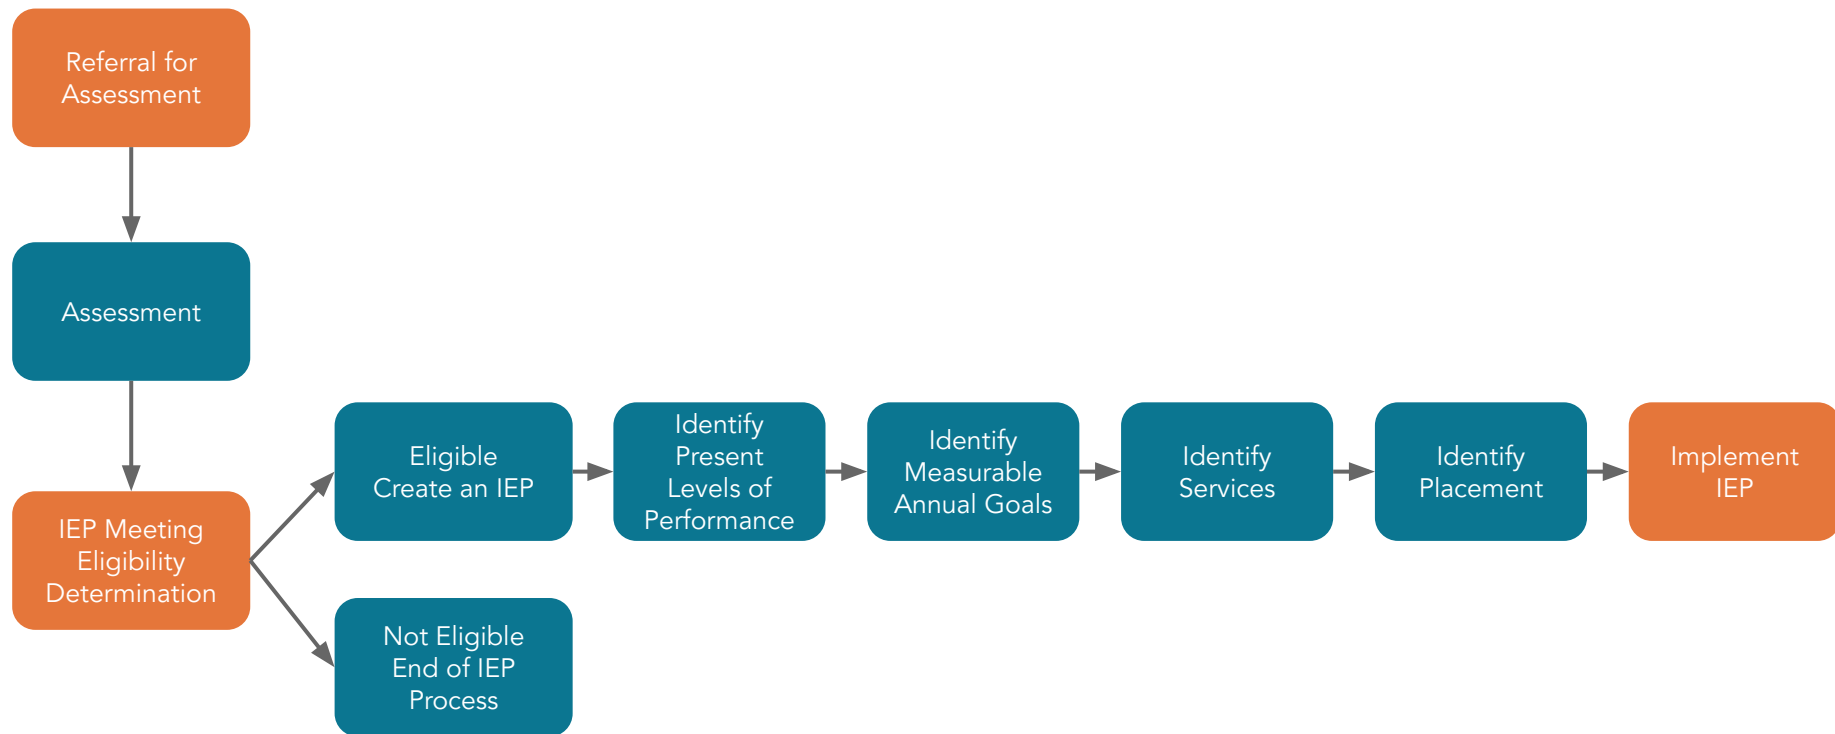 Referral for
Assessment
Assessment
IEP Meeting
Eligibility
Determination
Eligible
Create an IEP
Identify
Present
Levels of
Performance
Identify
Measurable
Annual Goals
Identify
Services
Identify
Placement
Implement
IEP
Not Eligible
End of IEP
Process